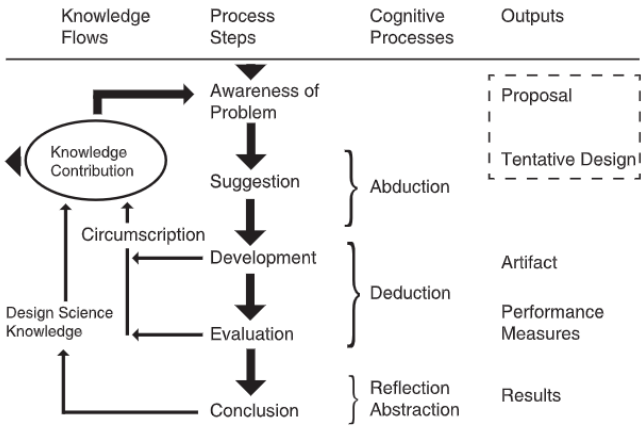 Knowledge
Flows
Process
Steps
Cognitive
Processes
Outputs
Awareness of
Problem
Proposal
Knowledge
Contribution
Suggestion
Abduction
Tentative Design
Circumscription
Development
Artifact
Deduction
Design Science
Knowledge
Evaluation
Performance
Measures
Conclusion
Reflection
Abstraction
Results